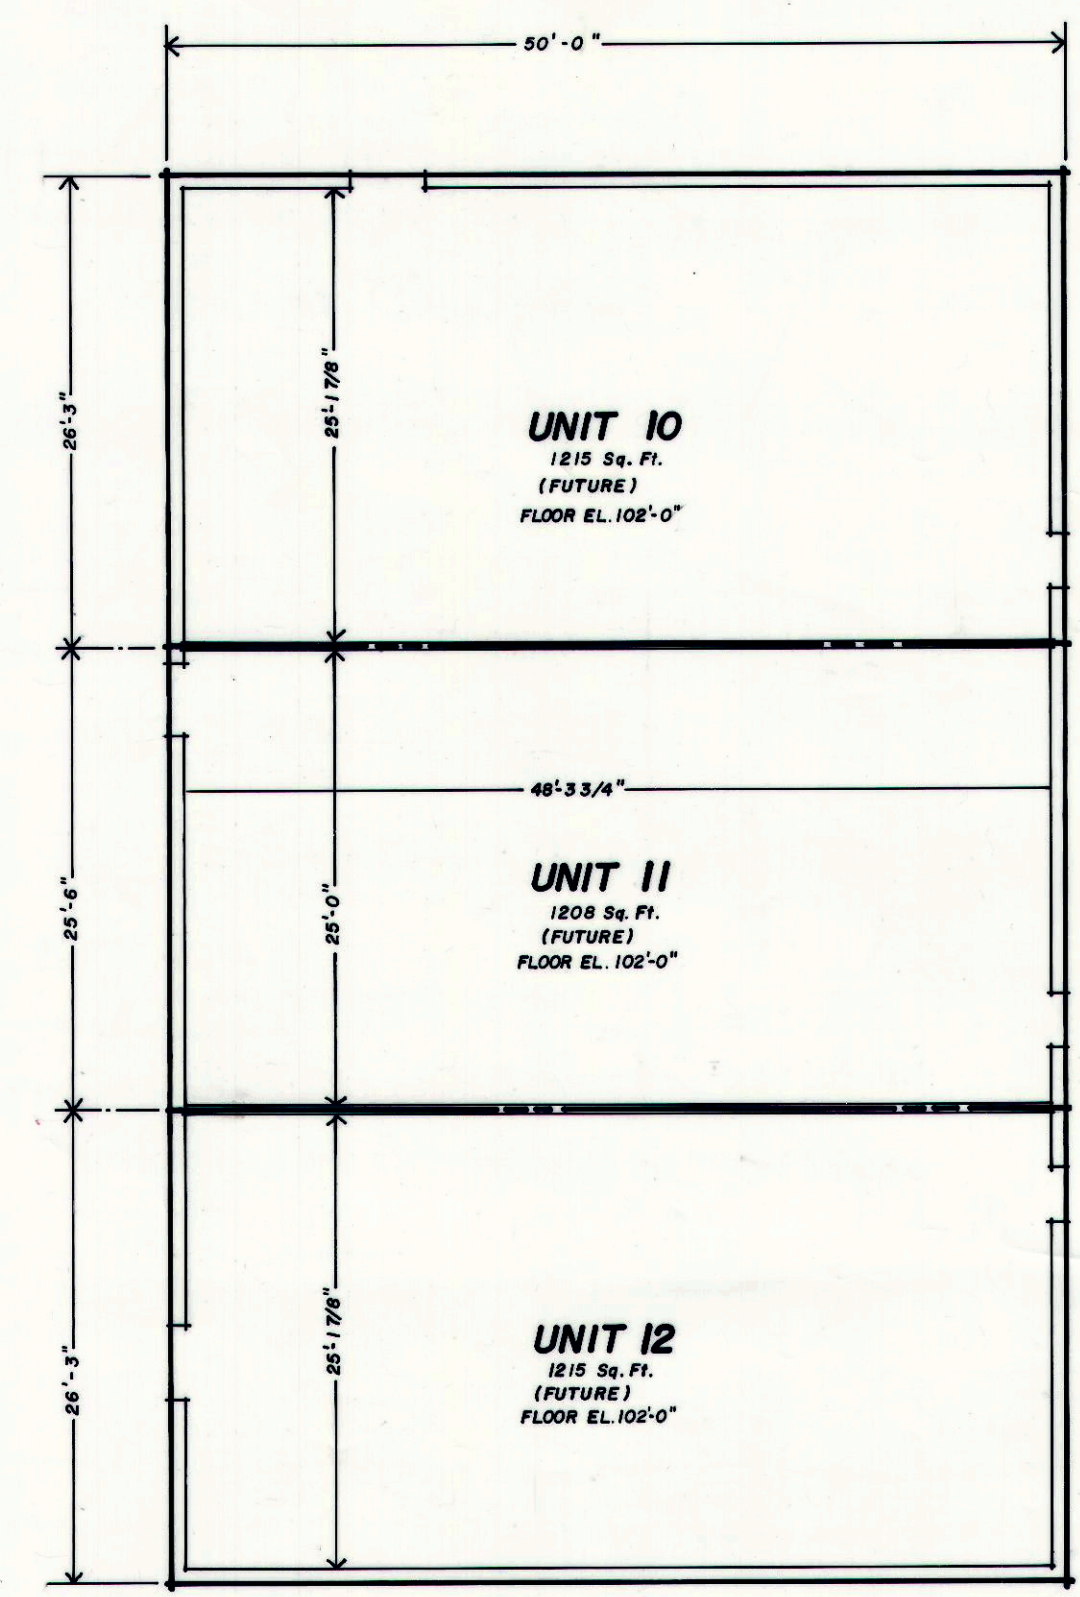 50'-0"
26'-3"
25'-1 7/8"
UNIT 10
1215 Sq. Ft.
(FUTURE)
FLOOR EL. 102'-0"
48'-3 3/4"
25'-6"
25'-0"
UNIT 11
1208 Sq. Ft.
(FUTURE)
FLOOR EL. 102'-0"
26'-3"
25'-1 7/8"
UNIT 12
1215 Sq. Ft.
(FUTURE)
FLOOR EL. 102'-0"